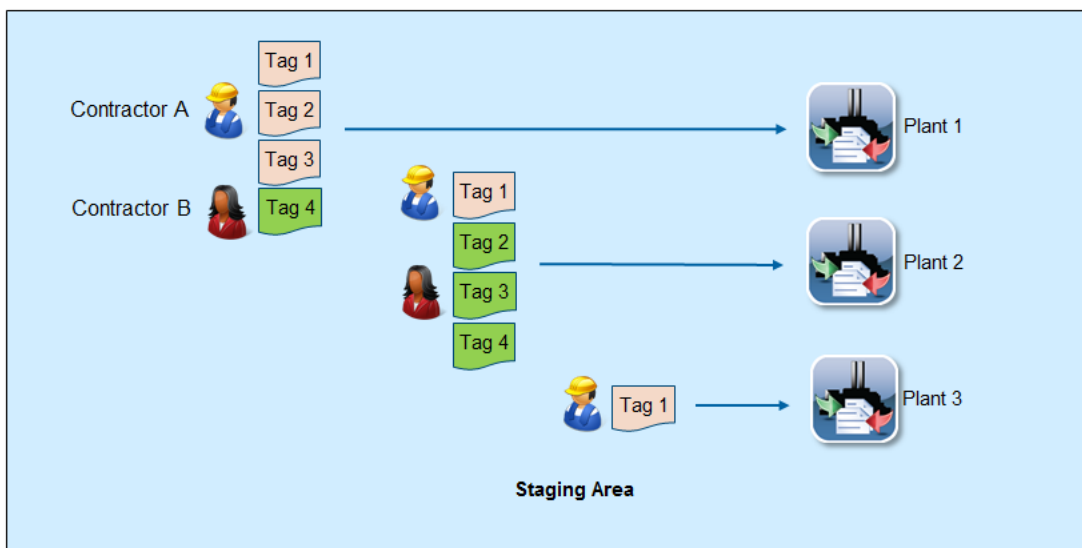 Tag 1
Contractor A
Tag 2
Plant 1
Tag 3
Contractor B
Tag 4
Tag 1
Tag 2
Plant 2
Tag 3
Tag 4
Tag 1
Plant 3
Staging Area